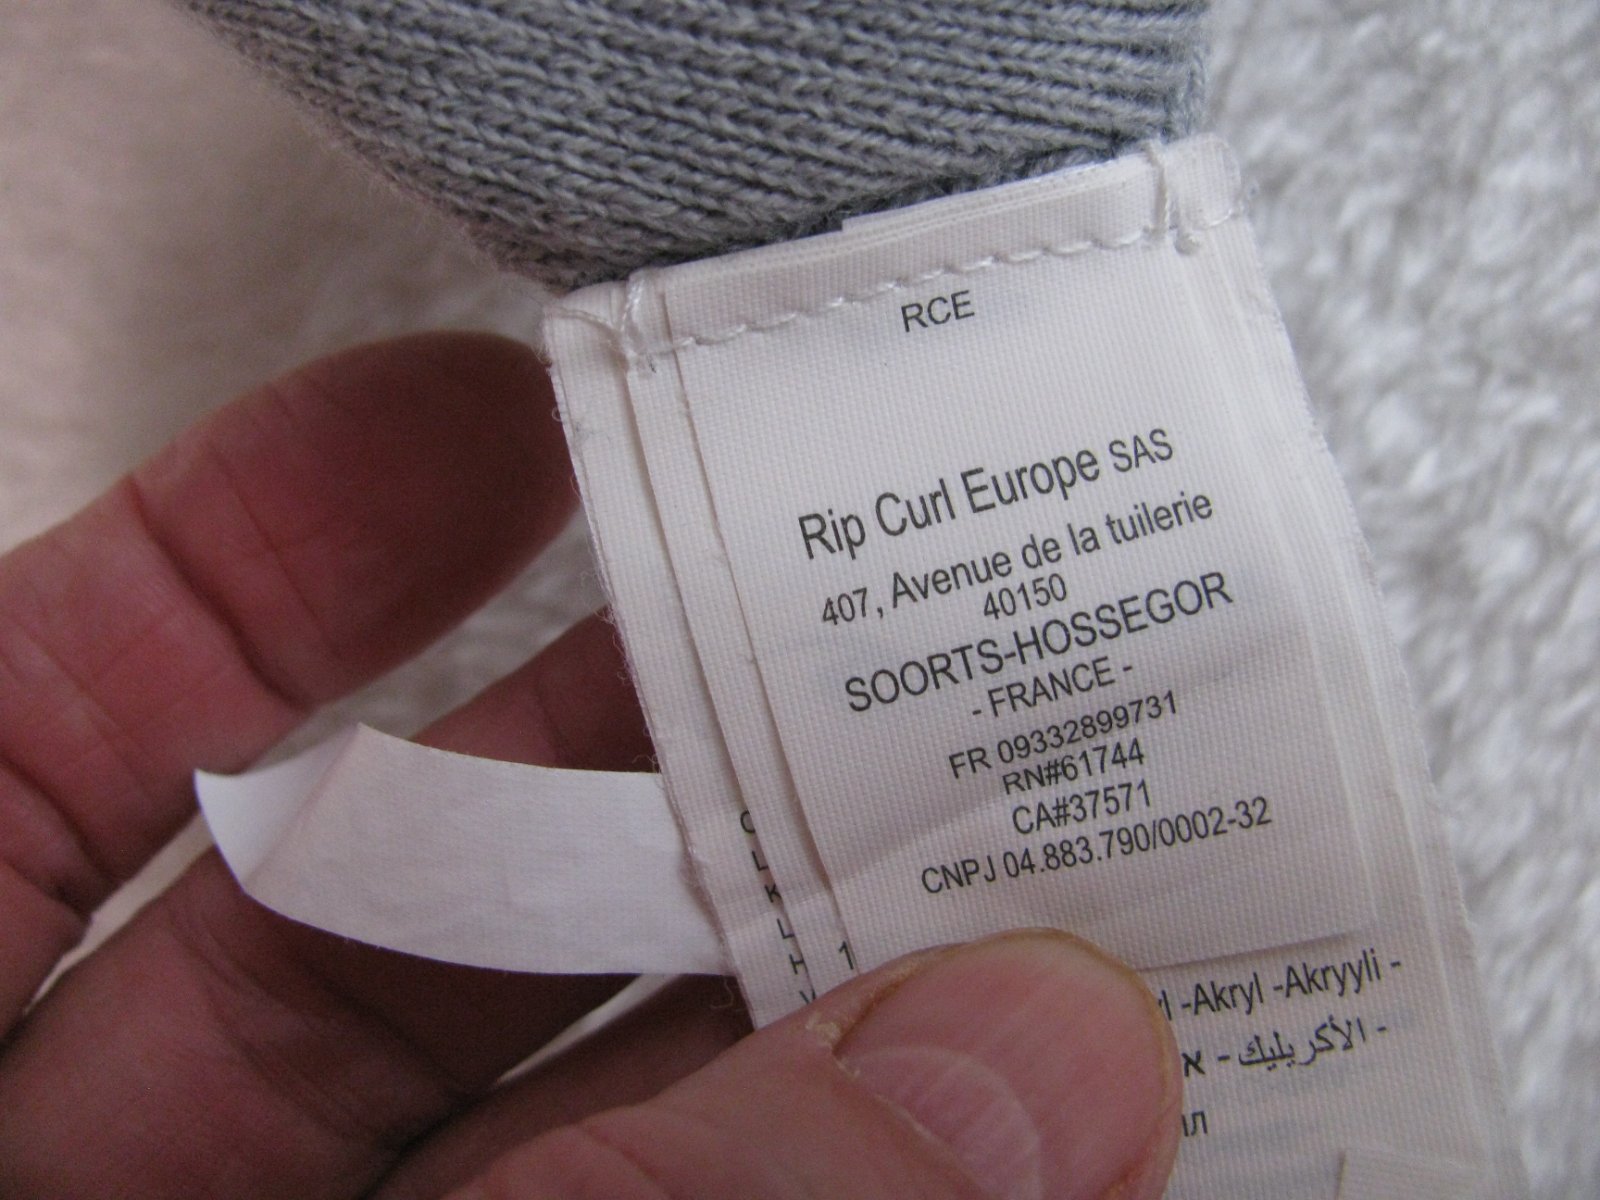 RCE
Rip Curl Europe SAS
407, Avenue de la tuilerie
40150
SOORTS-HOSSEGOR
- FRANCE -
FR 09332899731
RN#61744
CA#37571
CNPJ 04.883.790/0002-32
-Akryl -Akryyli -
الأكريليك -